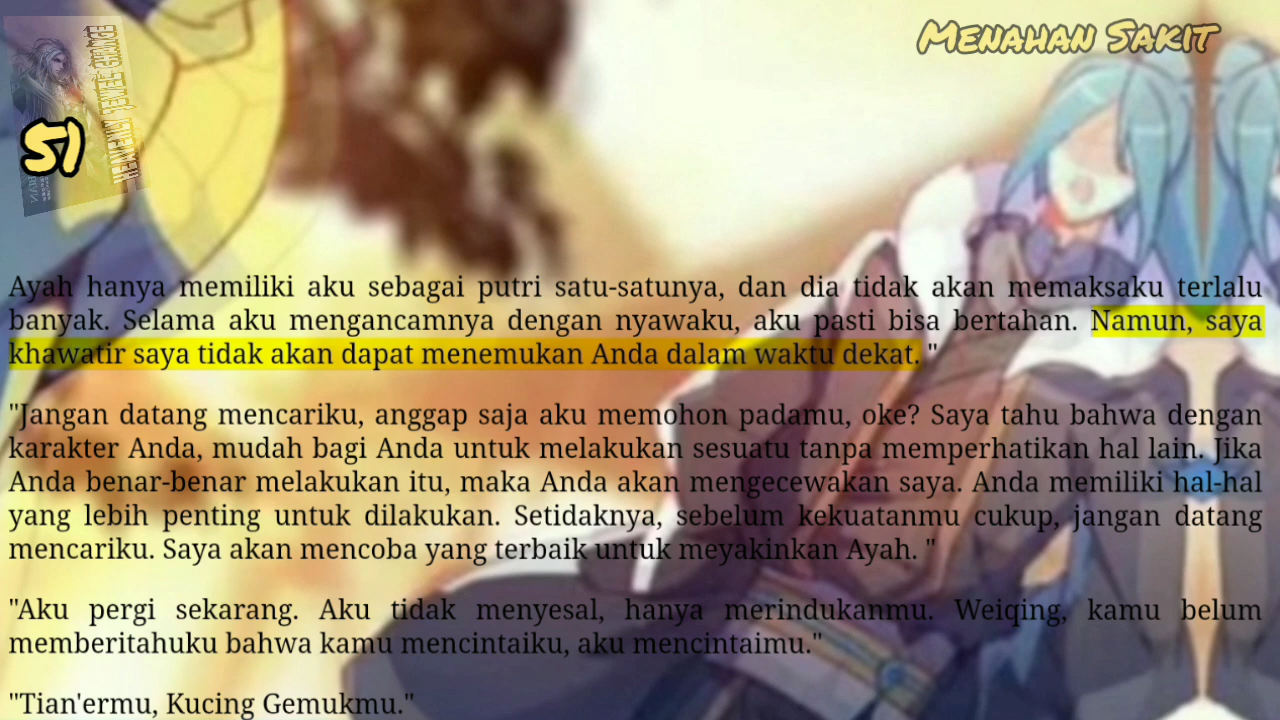 Menahan Sakit
HEAVENLY JEWEL CHANGE
51
Ayah hanya memiliki aku sebagai putri satu-satunya, dan dia tidak akan memaksaku terlalu
banyak. Selama aku mengancamnya dengan nyawaku, aku pasti bisa bertahan. Namun, saya
khawatir saya tidak akan dapat menemukan Anda dalam waktu dekat. "
"Jangan datang mencariku, anggap saja aku memohon padamu, oke? Saya tahu bahwa dengan
karakter Anda, mudah bagi Anda untuk melakukan sesuatu tanpa memperhatikan hal lain. Jika
Anda benar-benar melakukan itu, maka Anda akan mengecewakan saya. Anda memiliki hal-hal
yang lebih penting untuk dilakukan. Setidaknya, sebelum kekuatanmu cukup, jangan datang
mencariku. Saya akan mencoba yang terbaik untuk meyakinkan Ayah. "
"Aku pergi sekarang. Aku tidak menyesal, hanya merindukanmu. Weiqing, kamu belum
memberitahuku bahwa kamu mencintaiku, aku mencintaimu."
"Tian'ermu, Kucing Gemukmu."